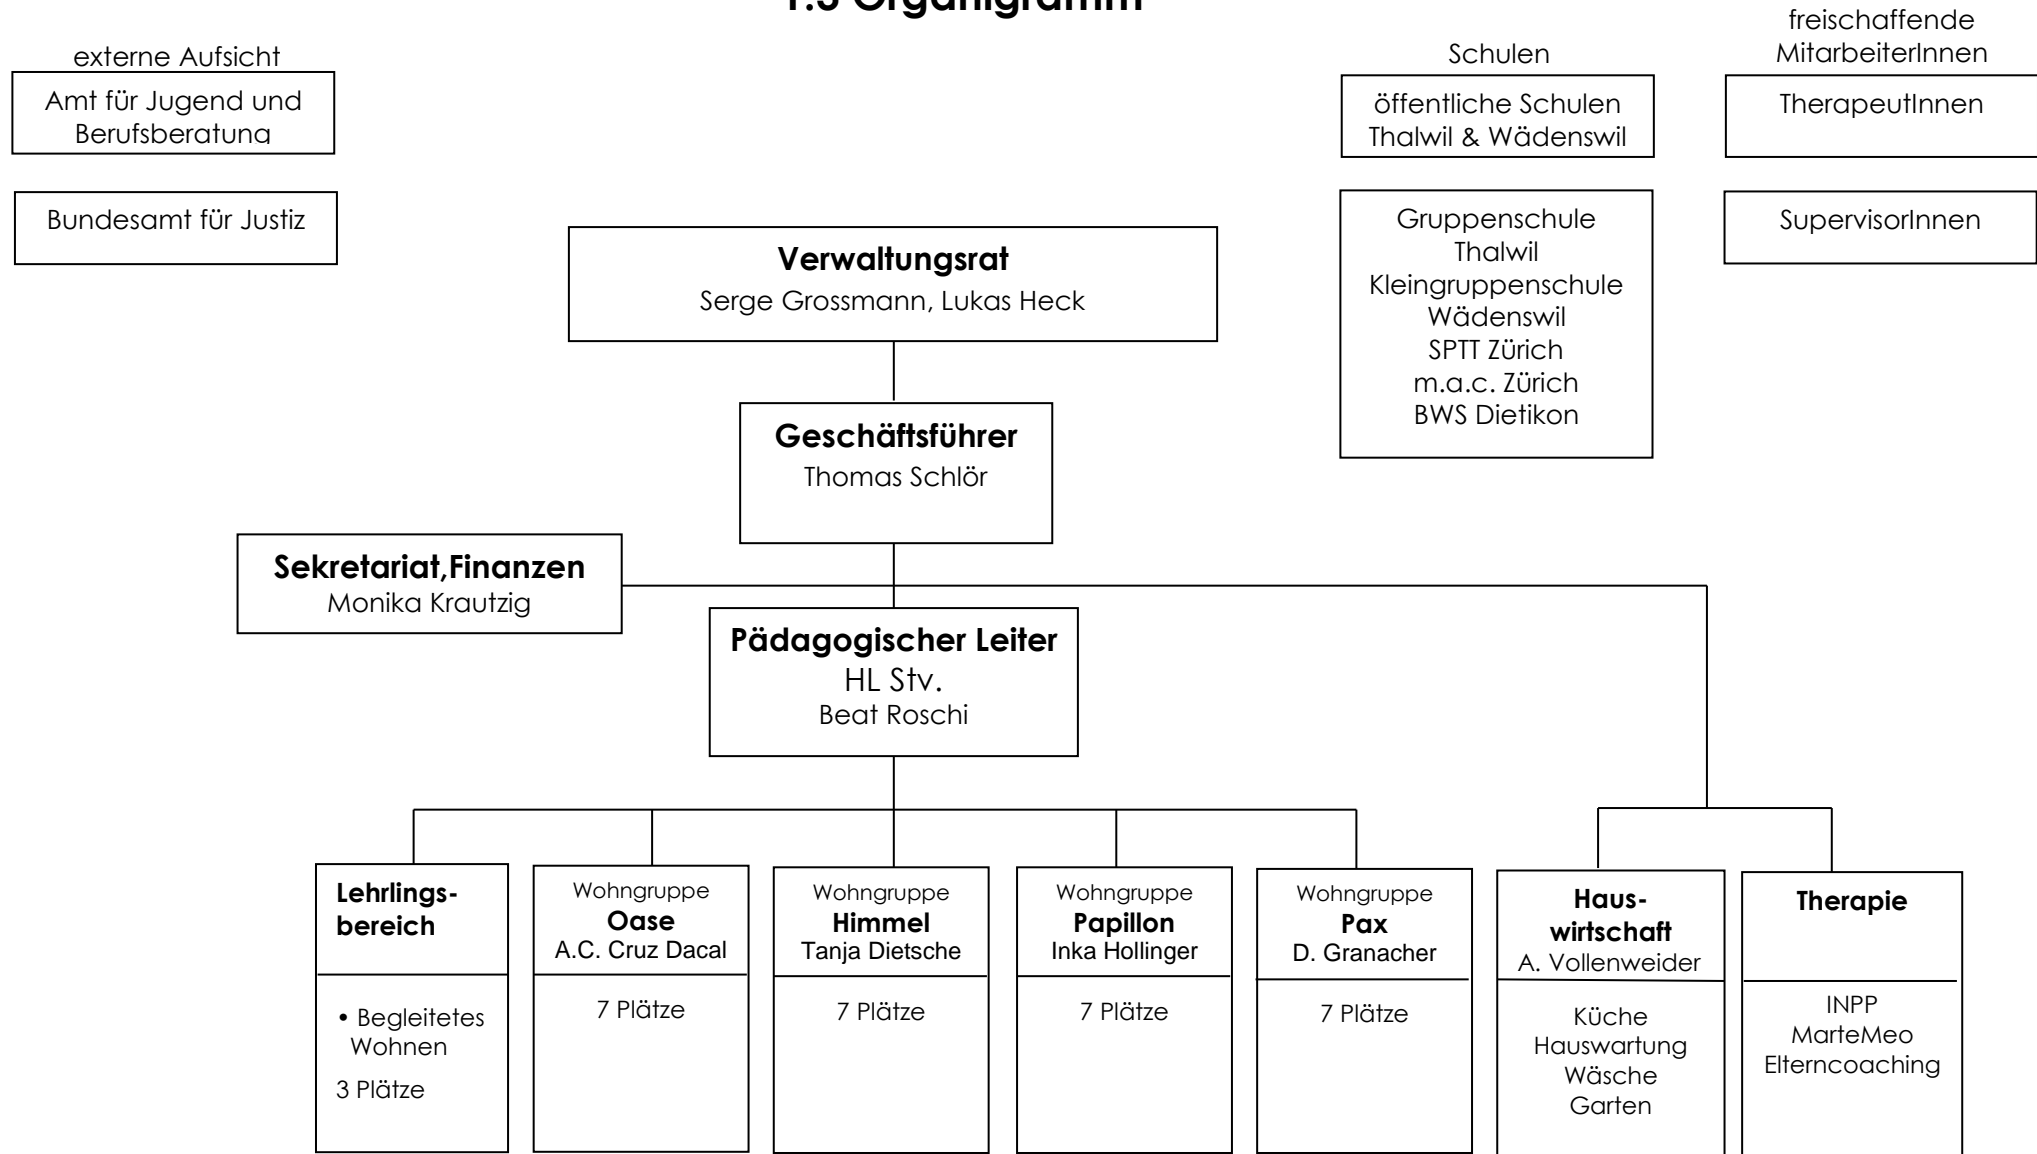 1.3 Organigramm
externe Aufsicht
Amt für Jugend und
Berufsberatung
Bundesamt für Justiz
Schulen
öffentliche Schulen
Thalwil & Wädenswil
Gruppenschule
Thalwil
Kleingruppenschule
Wädenswil
SPTT Zürich
m.a.c. Zürich
BWS Dietikon
freischaffende
MitarbeiterInnen
TherapeutInnen
SupervisorInnen
Verwaltungsrat
Serge Grossmann, Lukas Heck
Geschäftsführer
Thomas Schlör
Sekretariat,Finanzen
Monika Krautzig
Pädagogischer Leiter
HL Stv.
Beat Roschi
Lehrlings-
bereich
• Begleitetes
Wohnen
3 Plätze
Wohngruppe
Oase
A.C. Cruz Dacal
7 Plätze
Wohngruppe
Himmel
Tanja Dietsche
7 Plätze
Wohngruppe
Papillon
Inka Hollinger
7 Plätze
Wohngruppe
Pax
D. Granacher
7 Plätze
Haus-
wirtschaft
A. Vollenweider
Küche
Hauswartung
Wäsche
Garten
Therapie
INPP
MarteMeo
Elterncoaching